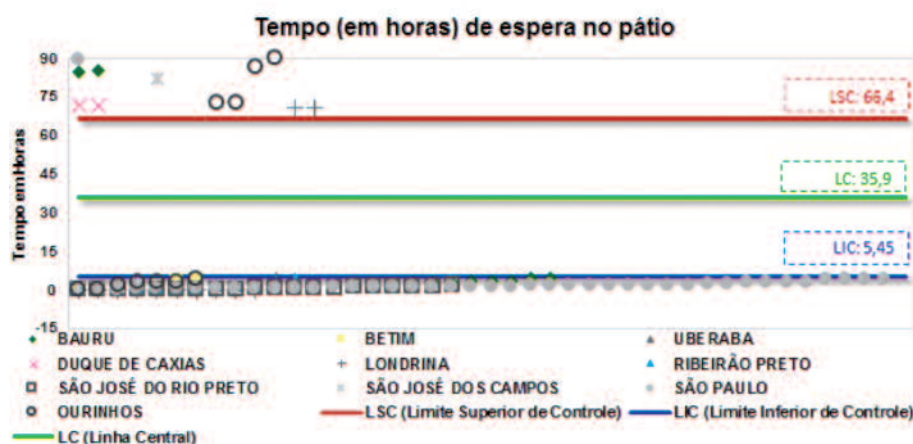 Tempo (em horas) de espera no pátio
Tempo em Horas
90
75
60
45
30
15
0
-15
LSC: 66,4
LC: 35,9
LIC: 5,45
BAURU BETIM UBERABA
DUQUE DE CAXIAS LONDRINA RIBEIRÃO PRETO
SÃO JOSÉ DO RIO PRETO SÃO JOSÉ DOS CAMPOS SÃO PAULO
OURINHOS LSC (Limite Superior de Controle) LIC (Limite Inferior de Controle)
LC (Linha Central)